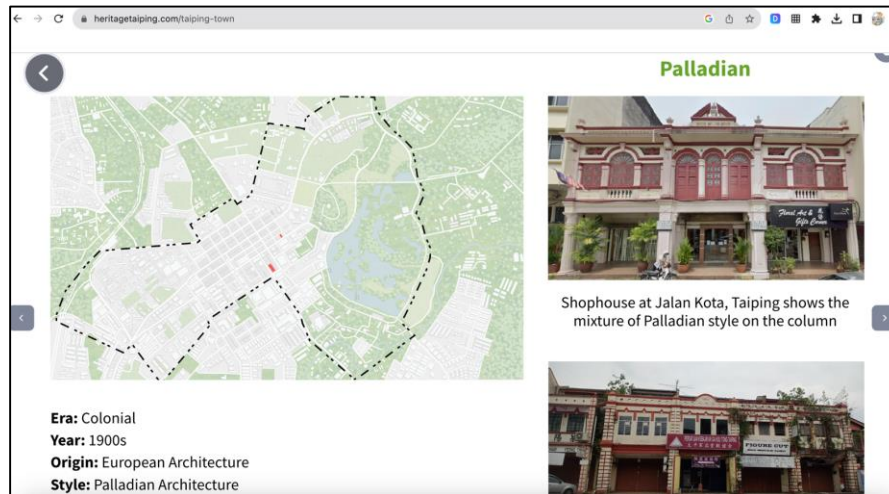 heritagetaiping.com/taiping-town
Palladian
Floral Art &
Gifts Corner
Shophouse at Jalan Kota, Taiping shows the
mixture of Palladian style on the column
FIGURE CUT
Era: Colonial
Year: 1900s
Origin: European Architecture
Style: Palladian Architecture